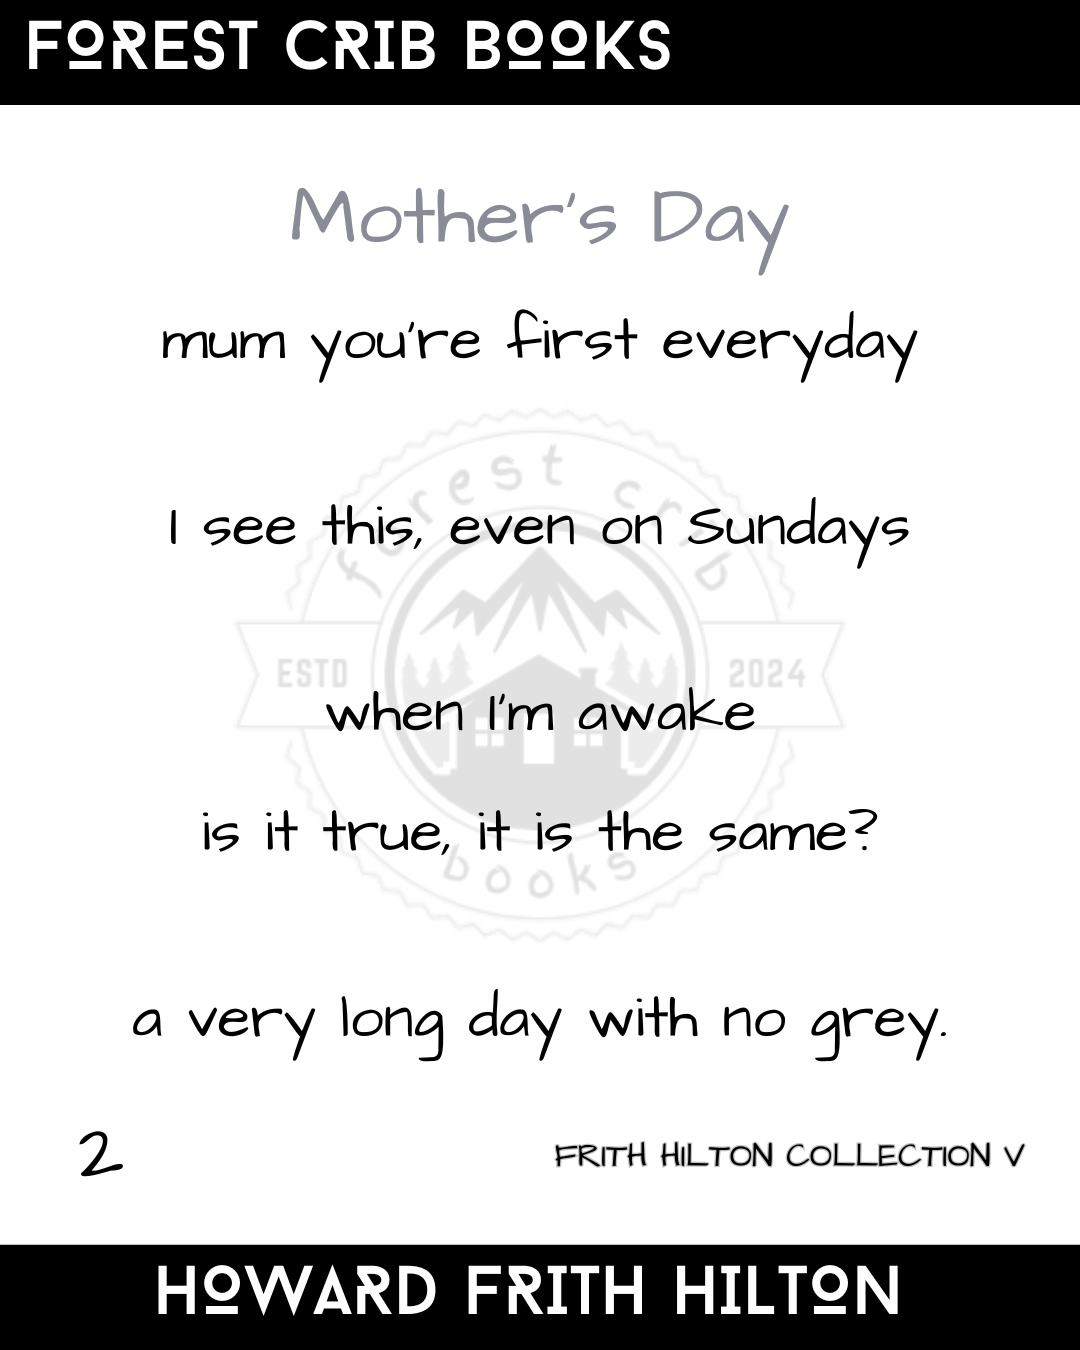 FOREST CRIB BOOKS
Mother's Day
mum you're first everyday
forest crib
I see this, even on Sundays
ESTD 2024
when I'm awake
is it true, it is the same?
books
a very long day with no grey.
2
FRITH HILTON COLLECTION V
HOWARD FRITH HILTON